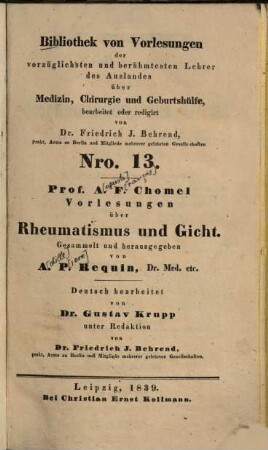 Bibliothek von Vorlesungen
der
vorzüglichsten und berühmtesten Lehrer
des Auslandes
über
Medizin, Chirurgie und Geburtshülfe,
bearbeitet oder redigirt
von
Dr. Friedrich J. Behrend,
prakt. Arzte zu Berlin und Mitgliede mehrerer gelehrten Gesellschaften
Nro. 13.
Prof. A. F. Chomel
Vorlesungen
über
Rheumatismus und Gicht.
Gesammelt und herausgegeben
von
A. P. Requin, Dr. Med. etc.
Deutsch bearbeitet
von
Dr. Gustav Krupp
unter Redaktion
von
Dr. Friedrich J. Behrend,
prakt. Arzte zu Berlin und Mitgliede mehrerer gelehrten Gesellschaften.
Leipzig, 1839.
Bei Christian Ernst Kollmann.